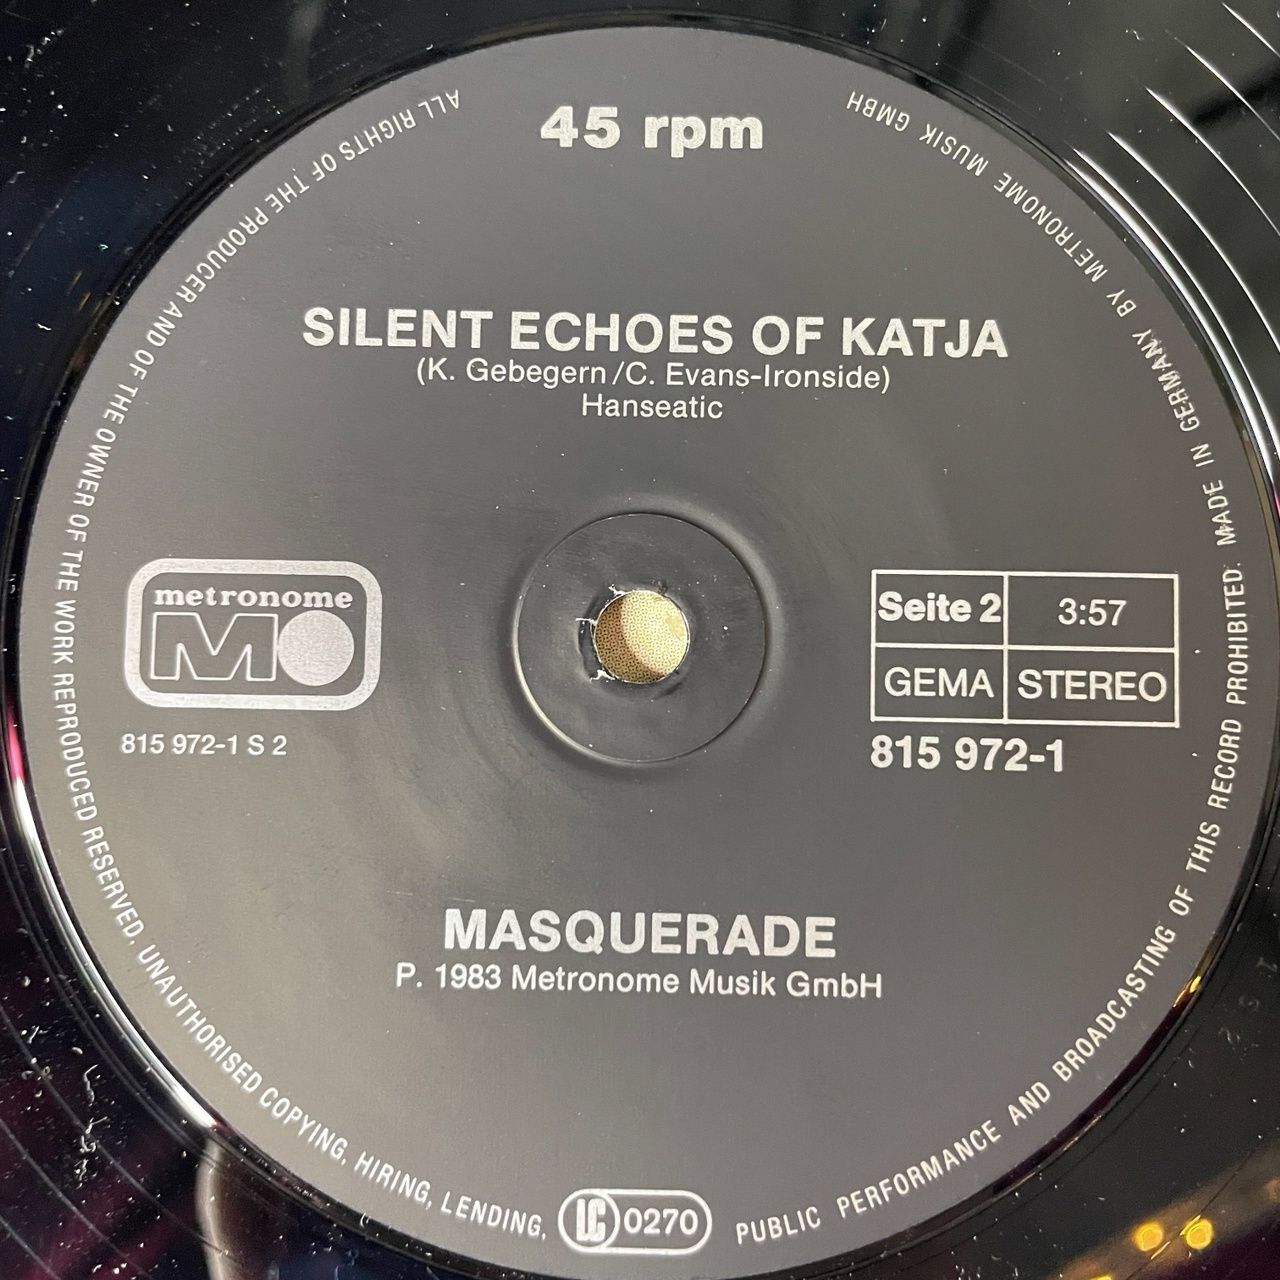 45 rpm
SILENT ECHOES OF KATJA
(K. Gebegern/C. Evans-Ironside)
Hanseatic
metronome
MO
815 972-1 S 2
Seite 2 3:57
GEMA STEREO
815 972-1
MASQUERADE
P. 1983 Metronome Musik GmbH
ALL RIGHTS OF THE PRODUCER AND OF THE OWNER OF THE WORK REPRODUCED RESERVED. UNAUTHORISED COPYING, HIRING, LENDING, PUBLIC PERFORMANCE AND BROADCASTING OF THIS RECORD PROHIBITED. MADE IN GERMANY BY METRONOME MUSIK GMBH
LC 0270